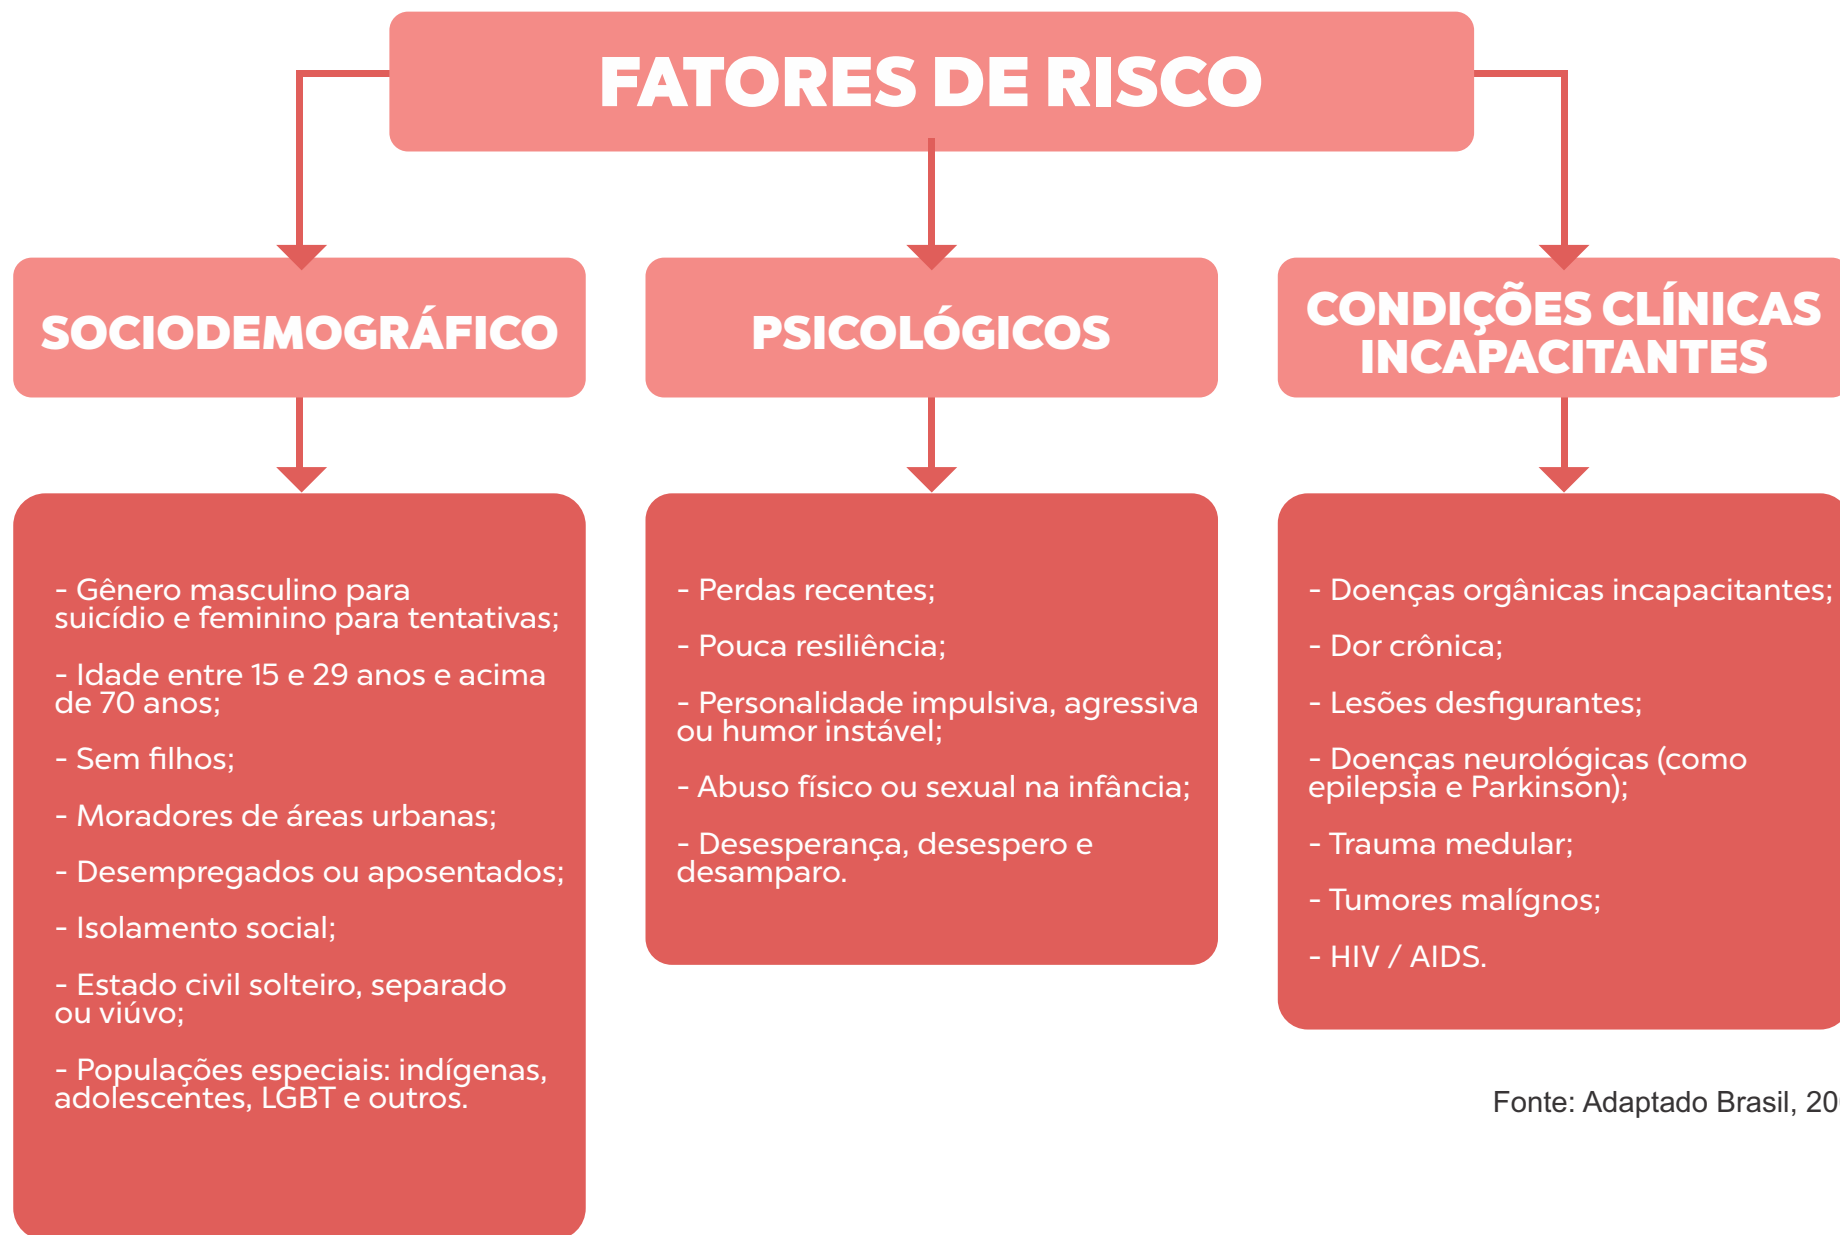 FATORES DE RISCO
SOCIODEMOGRÁFICO
- Gênero masculino para
suicídio e feminino para tentativas;
- Idade entre 15 e 29 anos e acima
de 70 anos;
- Sem filhos;
- Moradores de áreas urbanas;
- Desempregados ou aposentados;
- Isolamento social;
- Estado civil solteiro, separado
ou viúvo;
- Populações especiais: indígenas,
adolescentes, LGBT e outros.
PSICOLÓGICOS
- Perdas recentes;
- Pouca resiliência;
- Personalidade impulsiva, agressiva
ou humor instável;
- Abuso físico ou sexual na infância;
- Desesperança, desespero e
desamparo.
CONDIÇÕES CLÍNICAS
INCAPACITANTES
- Doenças orgânicas incapacitantes;
- Dor crônica;
- Lesões desfigurantes;
- Doenças neurológicas (como
epilepsia e Parkinson);
- Trauma medular;
- Tumores malígnos;
- HIV / AIDS.
Fonte: Adaptado Brasil,